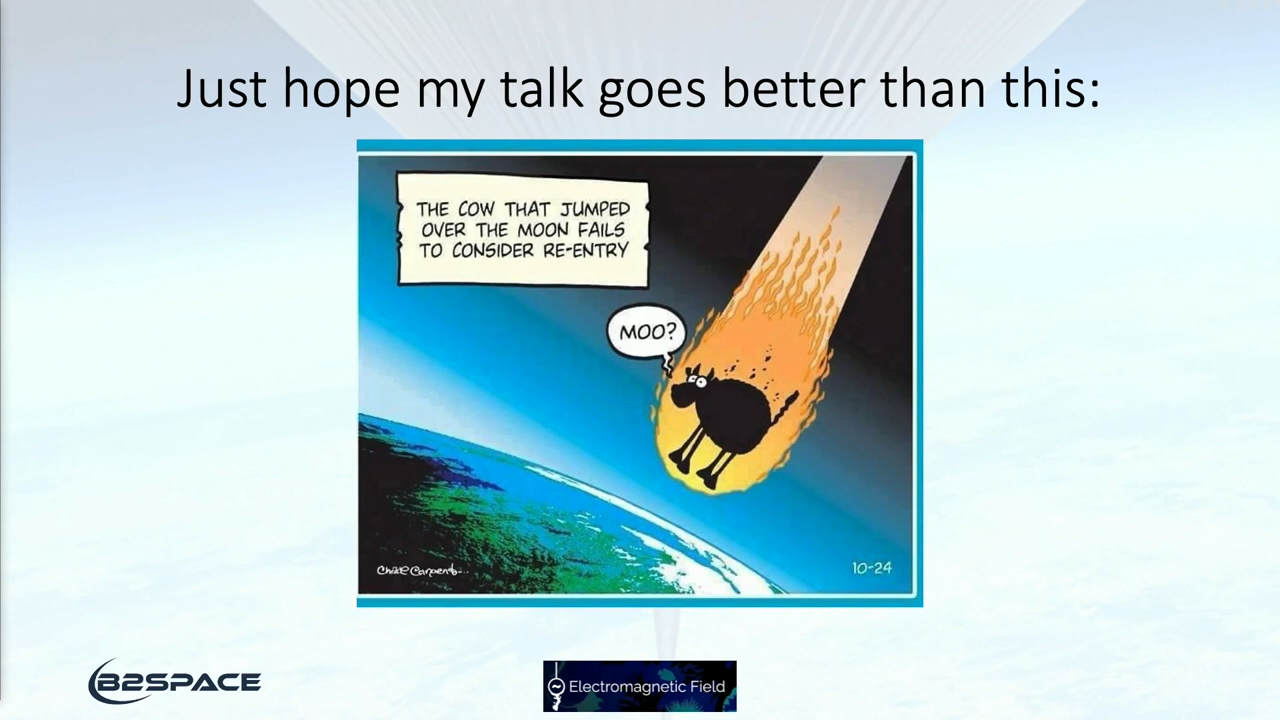 Just hope my talk goes better than this:
THE COW THAT JUMPED
OVER THE MOON FAILS
TO CONSIDER RE-ENTRY
MOO?
10-24
B2SPACE
Electromagnetic Field